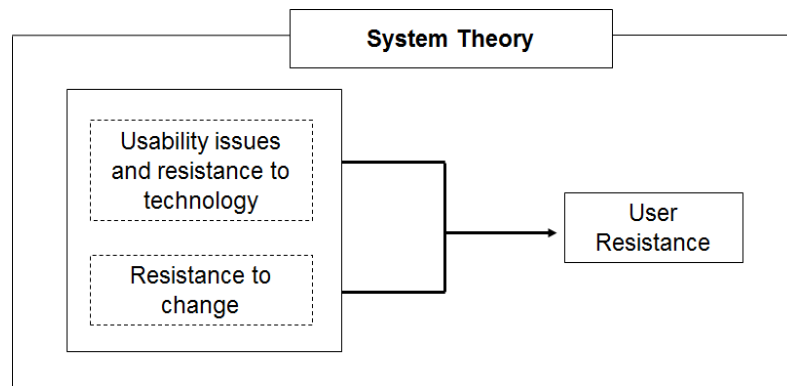 System Theory
Usability issues
and resistance to
technology
User
Resistance
Resistance to
change